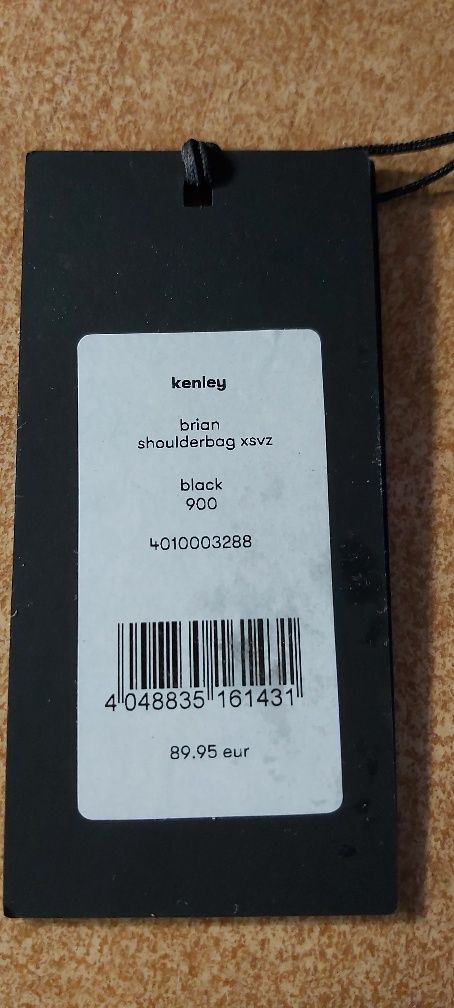 kenley
brian
shoulderbag xsvz
black
900
4010003288
4 048835 161431
89.95 eur